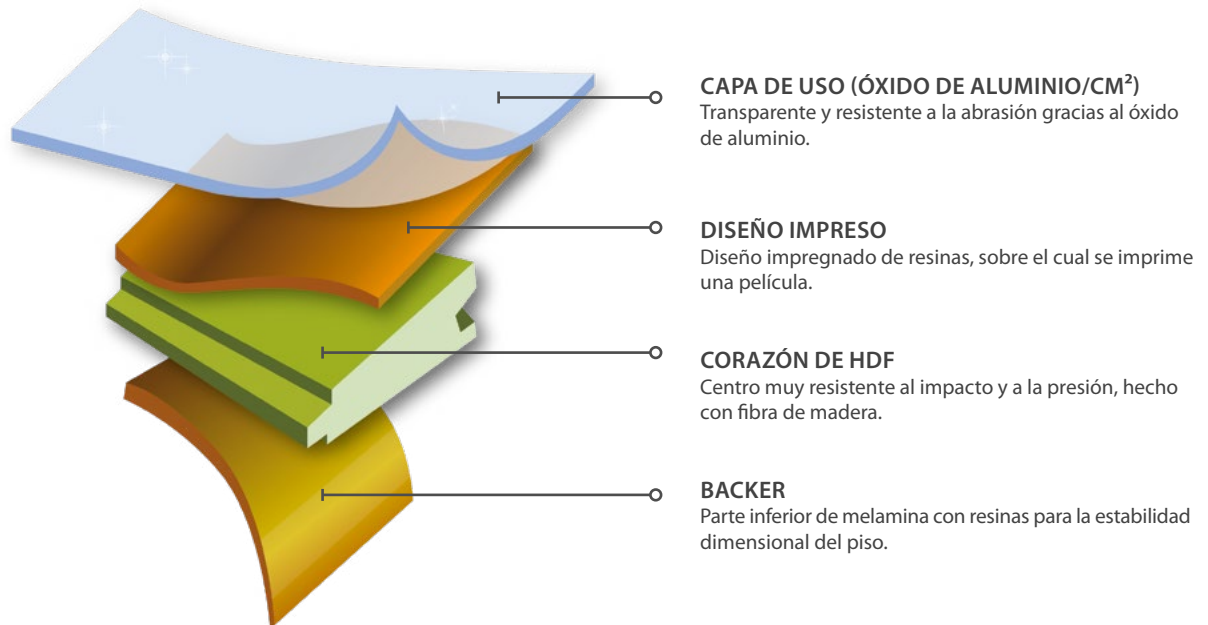 CAPA DE USO (ÓXIDO DE ALUMINIO/CM²)
Transparente y resistente a la abrasión gracias al óxido
de aluminio.
DISEÑO IMPRESO
Diseño impregnado de resinas, sobre el cual se imprime
una película.
CORAZÓN DE HDF
Centro muy resistente al impacto y a la presión, hecho
con fibra de madera.
BACKER
Parte inferior de melamina con resinas para la estabilidad
dimensional del piso.